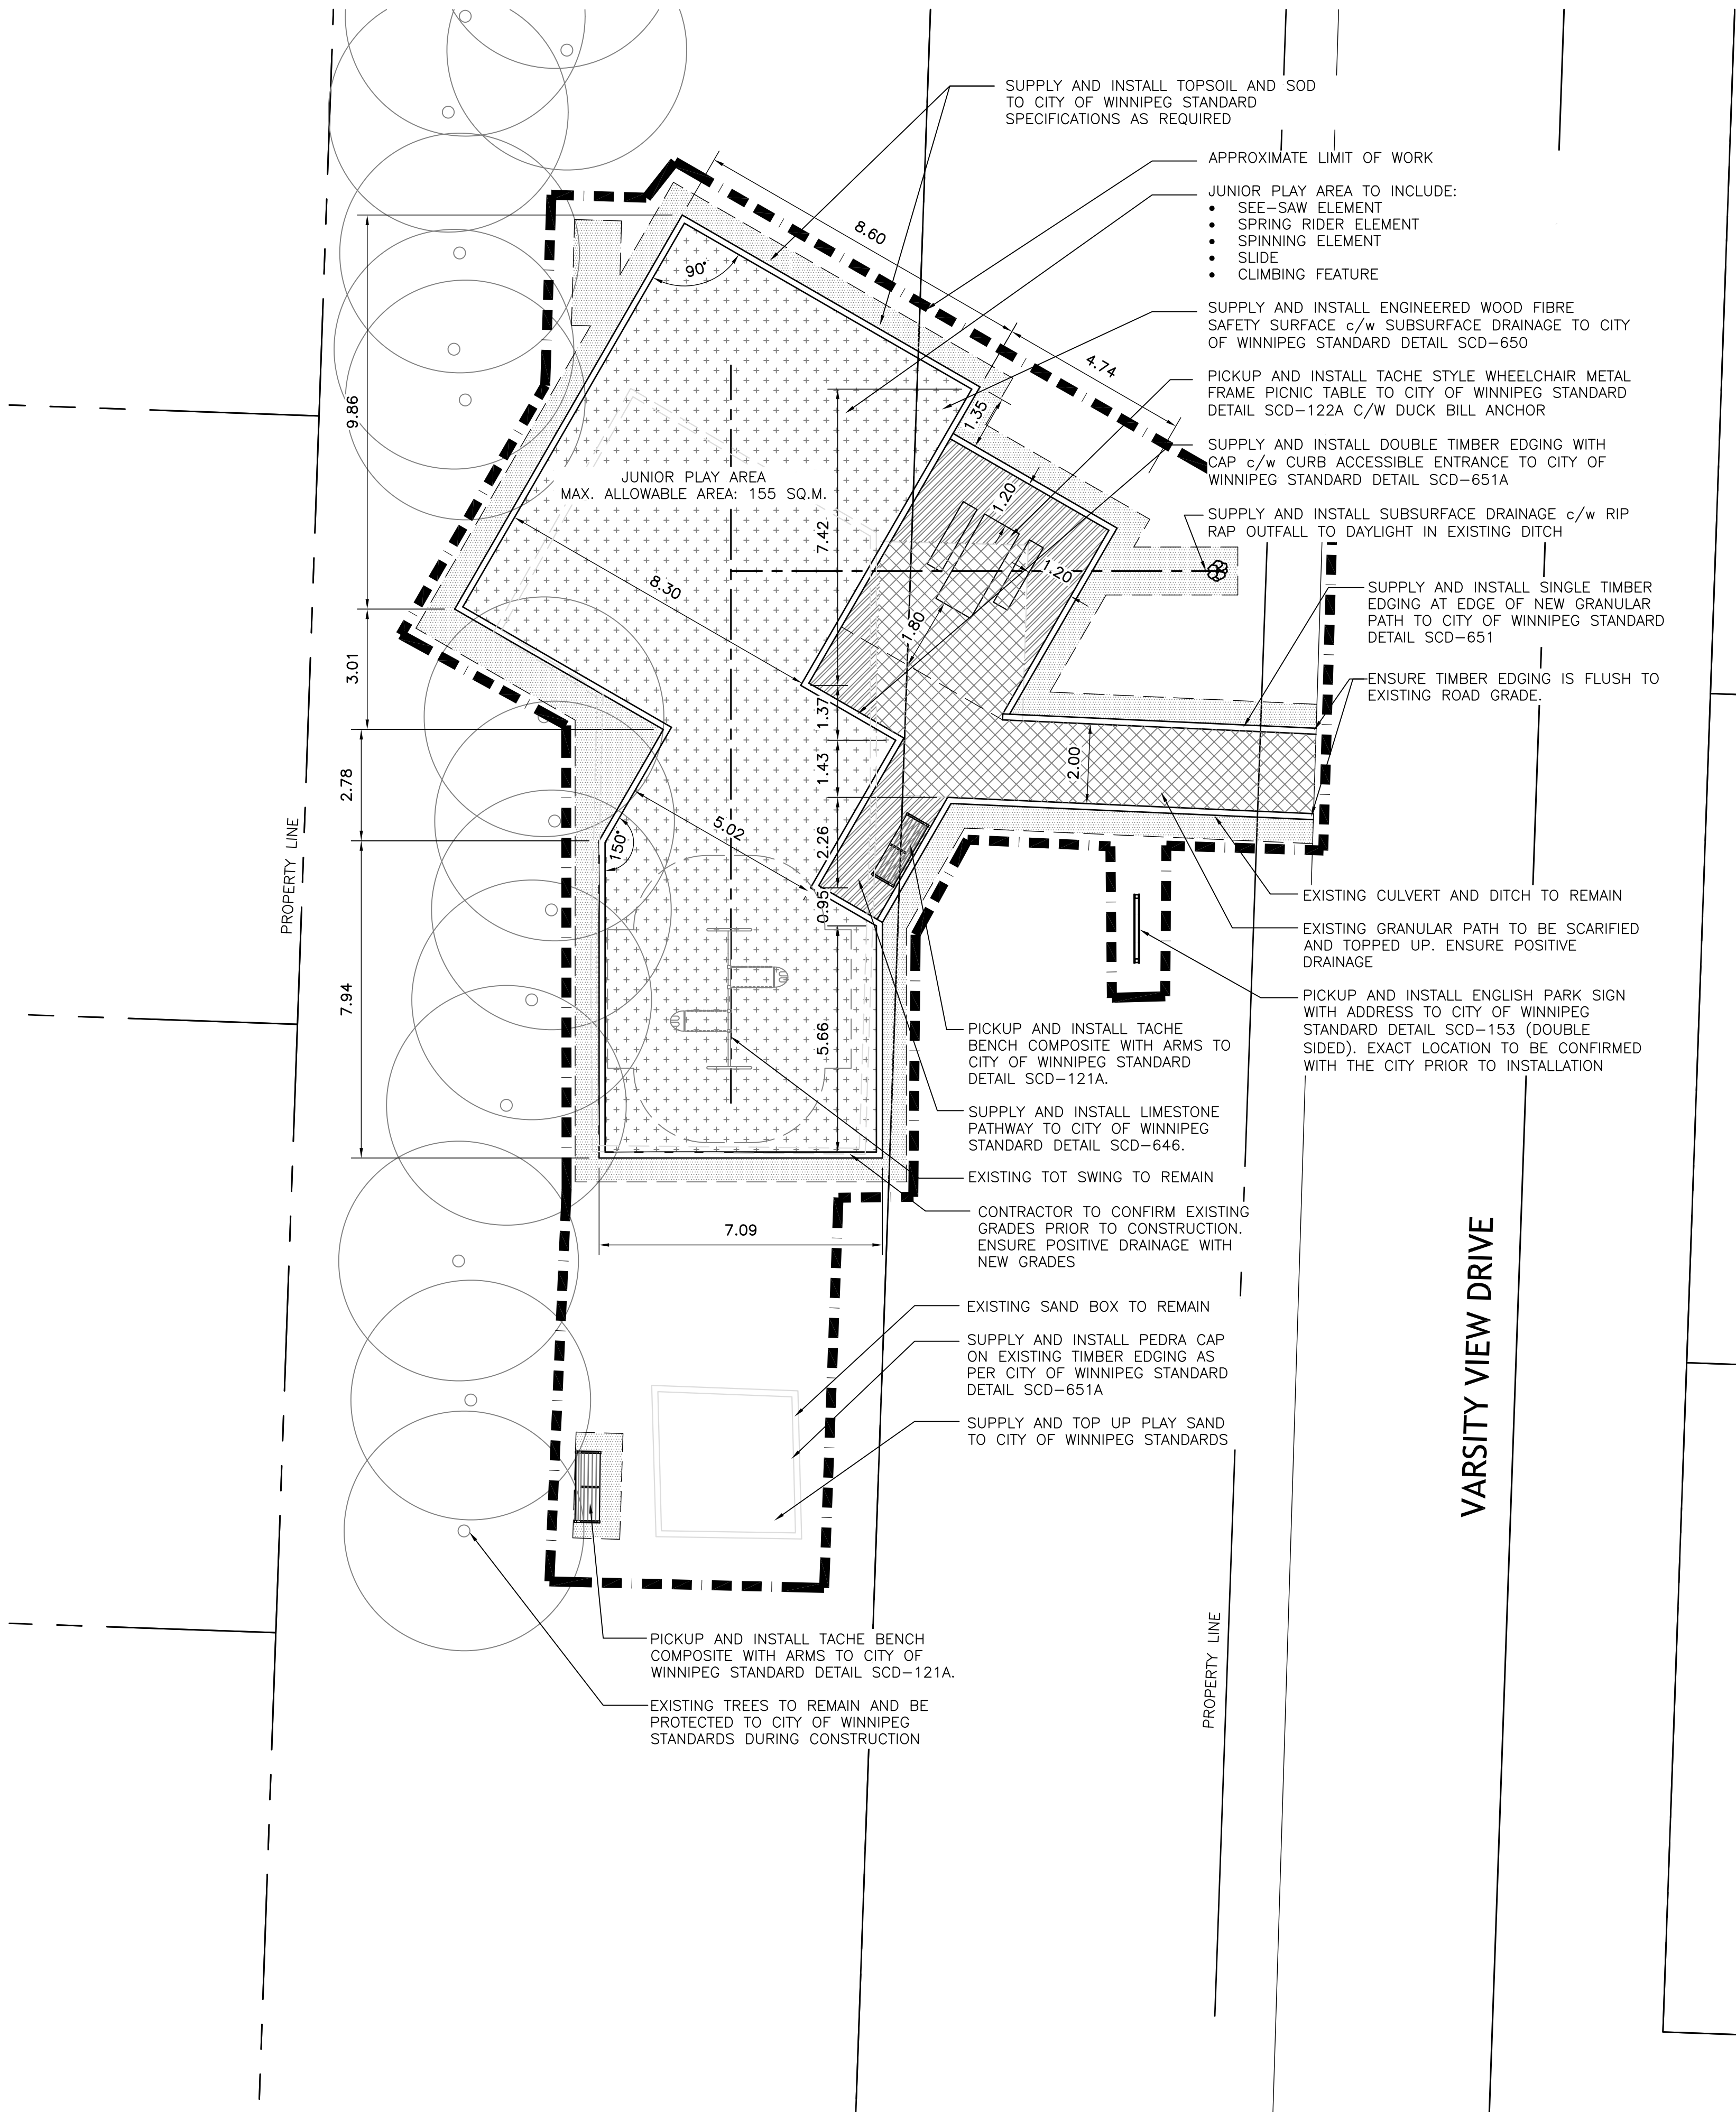 SUPPLY AND INSTALL TOPSOIL AND SOD
TO CITY OF WINNIPEG STANDARD
SPECIFICATIONS AS REQUIRED
APPROXIMATE LIMIT OF WORK
JUNIOR PLAY AREA TO INCLUDE:
• SEE-SAW ELEMENT
• SPRING RIDER ELEMENT
• SPINNING ELEMENT
• SLIDE
• CLIMBING FEATURE
SUPPLY AND INSTALL ENGINEERED WOOD FIBRE
SAFETY SURFACE c/w SUBSURFACE DRAINAGE TO CITY
OF WINNIPEG STANDARD DETAIL SCD-650
PICKUP AND INSTALL TACHE STYLE WHEELCHAIR METAL
FRAME PICNIC TABLE TO CITY OF WINNIPEG STANDARD
DETAIL SCD-122A C/W DUCK BILL ANCHOR
SUPPLY AND INSTALL DOUBLE TIMBER EDGING WITH
CAP c/w CURB ACCESSIBLE ENTRANCE TO CITY OF
WINNIPEG STANDARD DETAIL SCD-651A
SUPPLY AND INSTALL SUBSURFACE DRAINAGE c/w RIP
RAP OUTFALL TO DAYLIGHT IN EXISTING DITCH
SUPPLY AND INSTALL SINGLE TIMBER
EDGING AT EDGE OF NEW GRANULAR
PATH TO CITY OF WINNIPEG STANDARD
DETAIL SCD-651
ENSURE TIMBER EDGING IS FLUSH TO
EXISTING ROAD GRADE.
EXISTING CULVERT AND DITCH TO REMAIN
EXISTING GRANULAR PATH TO BE SCARIFIED
AND TOPPED UP. ENSURE POSITIVE
DRAINAGE
PICKUP AND INSTALL ENGLISH PARK SIGN
WITH ADDRESS TO CITY OF WINNIPEG
STANDARD DETAIL SCD-153 (DOUBLE
SIDED). EXACT LOCATION TO BE CONFIRMED
WITH THE CITY PRIOR TO INSTALLATION
8.60
4.74
90°
1.35
9.86
JUNIOR PLAY AREA
MAX. ALLOWABLE AREA: 155 SQ.M.
1.20
7.42
1.20
8.30
1.80
3.01
1.37
1.43
2.00
2.78
5.02
2.26
150°
0.95
7.94
5.66
7.09
PROPERTY LINE
PICKUP AND INSTALL TACHE
BENCH COMPOSITE WITH ARMS TO
CITY OF WINNIPEG STANDARD
DETAIL SCD-121A.
SUPPLY AND INSTALL LIMESTONE
PATHWAY TO CITY OF WINNIPEG
STANDARD DETAIL SCD-646.
EXISTING TOT SWING TO REMAIN
CONTRACTOR TO CONFIRM EXISTING
GRADES PRIOR TO CONSTRUCTION.
ENSURE POSITIVE DRAINAGE WITH
NEW GRADES
EXISTING SAND BOX TO REMAIN
SUPPLY AND INSTALL PEDRA CAP
ON EXISTING TIMBER EDGING AS
PER CITY OF WINNIPEG STANDARD
DETAIL SCD-651A
SUPPLY AND TOP UP PLAY SAND
TO CITY OF WINNIPEG STANDARDS
VARSITY VIEW DRIVE
PROPERTY LINE
PICKUP AND INSTALL TACHE BENCH
COMPOSITE WITH ARMS TO CITY OF
WINNIPEG STANDARD DETAIL SCD-121A.
EXISTING TREES TO REMAIN AND BE
PROTECTED TO CITY OF WINNIPEG
STANDARDS DURING CONSTRUCTION